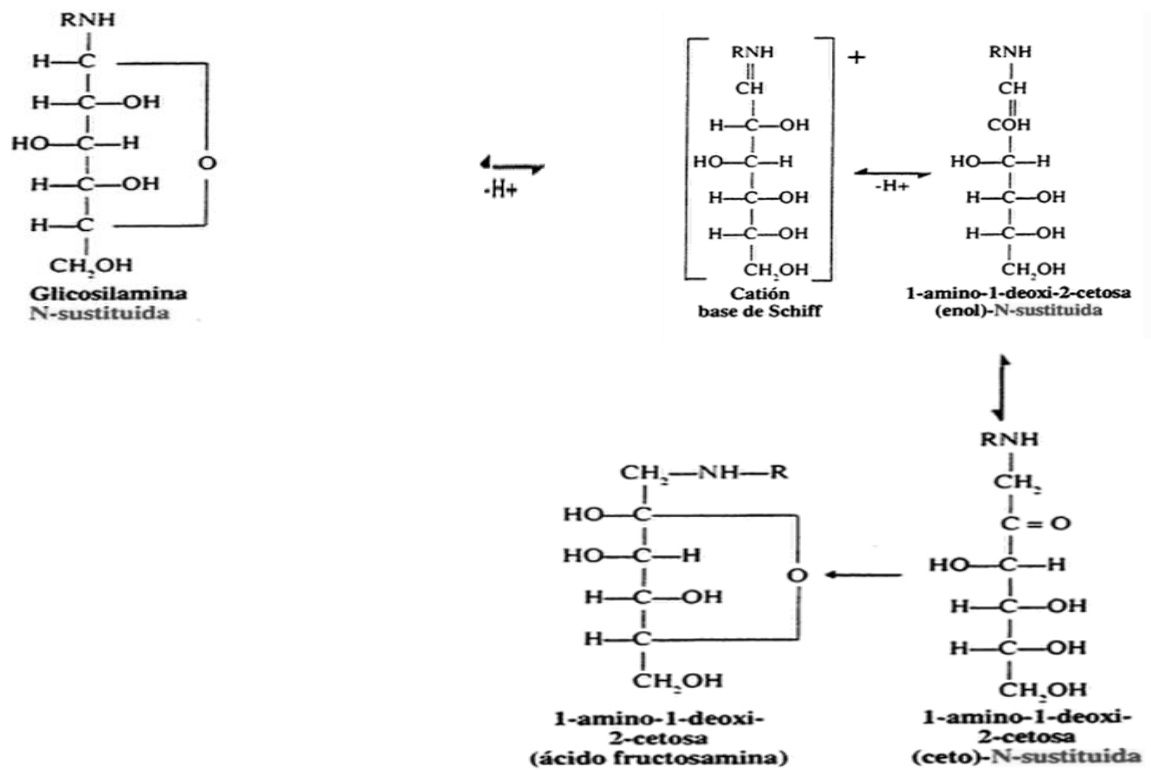 RNH
H—C
H—C—OH
HO—C—H
O
H—C—OH
H—C
CH₂OH
Glicosilamina
N-sustituida
-H+
RNH
CH
H—C—OH
HO—C—H
H—C—OH
H—C—OH
CH₂OH
+
Catión
base de Schiff
-H+
RNH
CH
COH
HO—C—H
H—C—OH
H—C—OH
CH₂OH
1-amino-1-deoxi-2-cetosa
(enol)-N-sustituida
RNH
CH₂
C=O
HO—C—H
H—C—OH
H—C—OH
CH₂OH
1-amino-1-deoxi-
2-cetosa
(ceto)-N-sustituida
CH₂—NH—R
HO—C
HO—C—H
O
H—C—OH
H—C
CH₂OH
1-amino-1-deoxi-
2-cetosa
(ácido fructosamina)